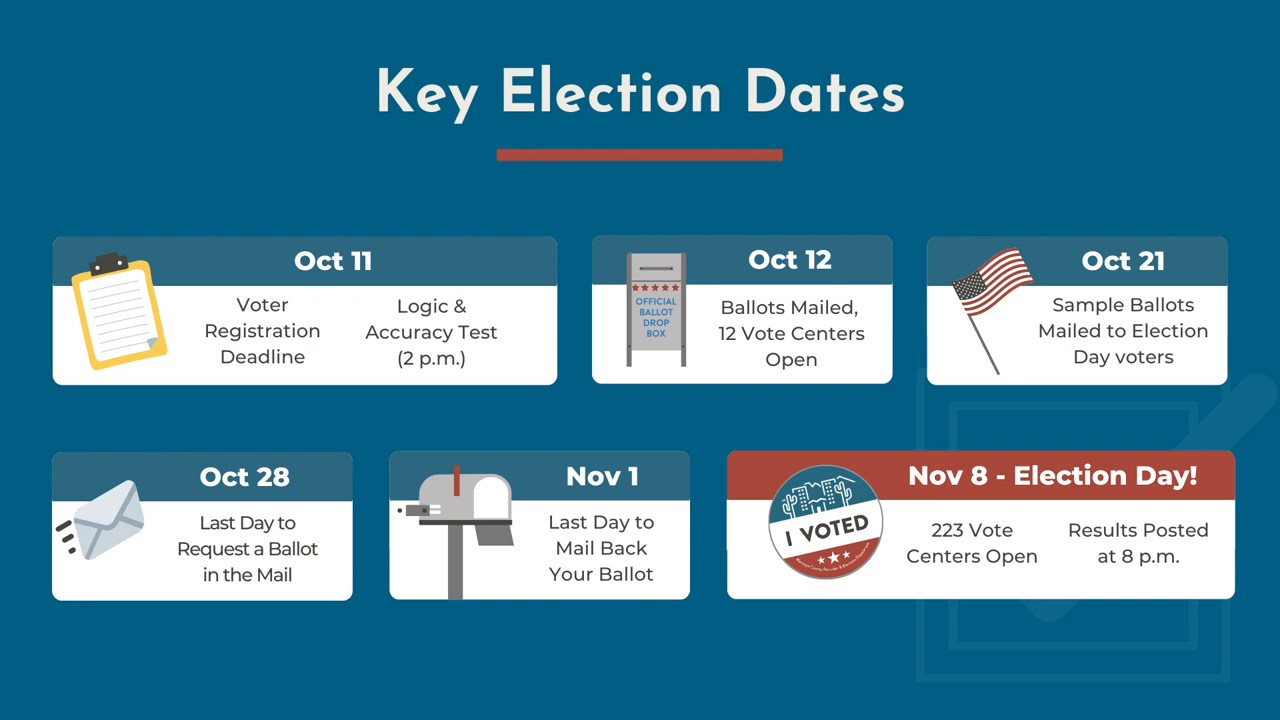 Key Election Dates
Oct 11
Voter
Registration
Deadline
Logic &
Accuracy Test
(2 p.m.)
Oct 12
OFFICIAL
BALLOT
DROP
BOX
Ballots Mailed,
12 Vote Centers
Open
Oct 21
Sample Ballots
Mailed to Election
Day voters
Oct 28
Last Day to
Request a Ballot
in the Mail
Nov 1
Last Day to
Mail Back
Your Ballot
Nov 8 - Election Day!
I VOTED
223 Vote
Centers Open
Results Posted
at 8 p.m.